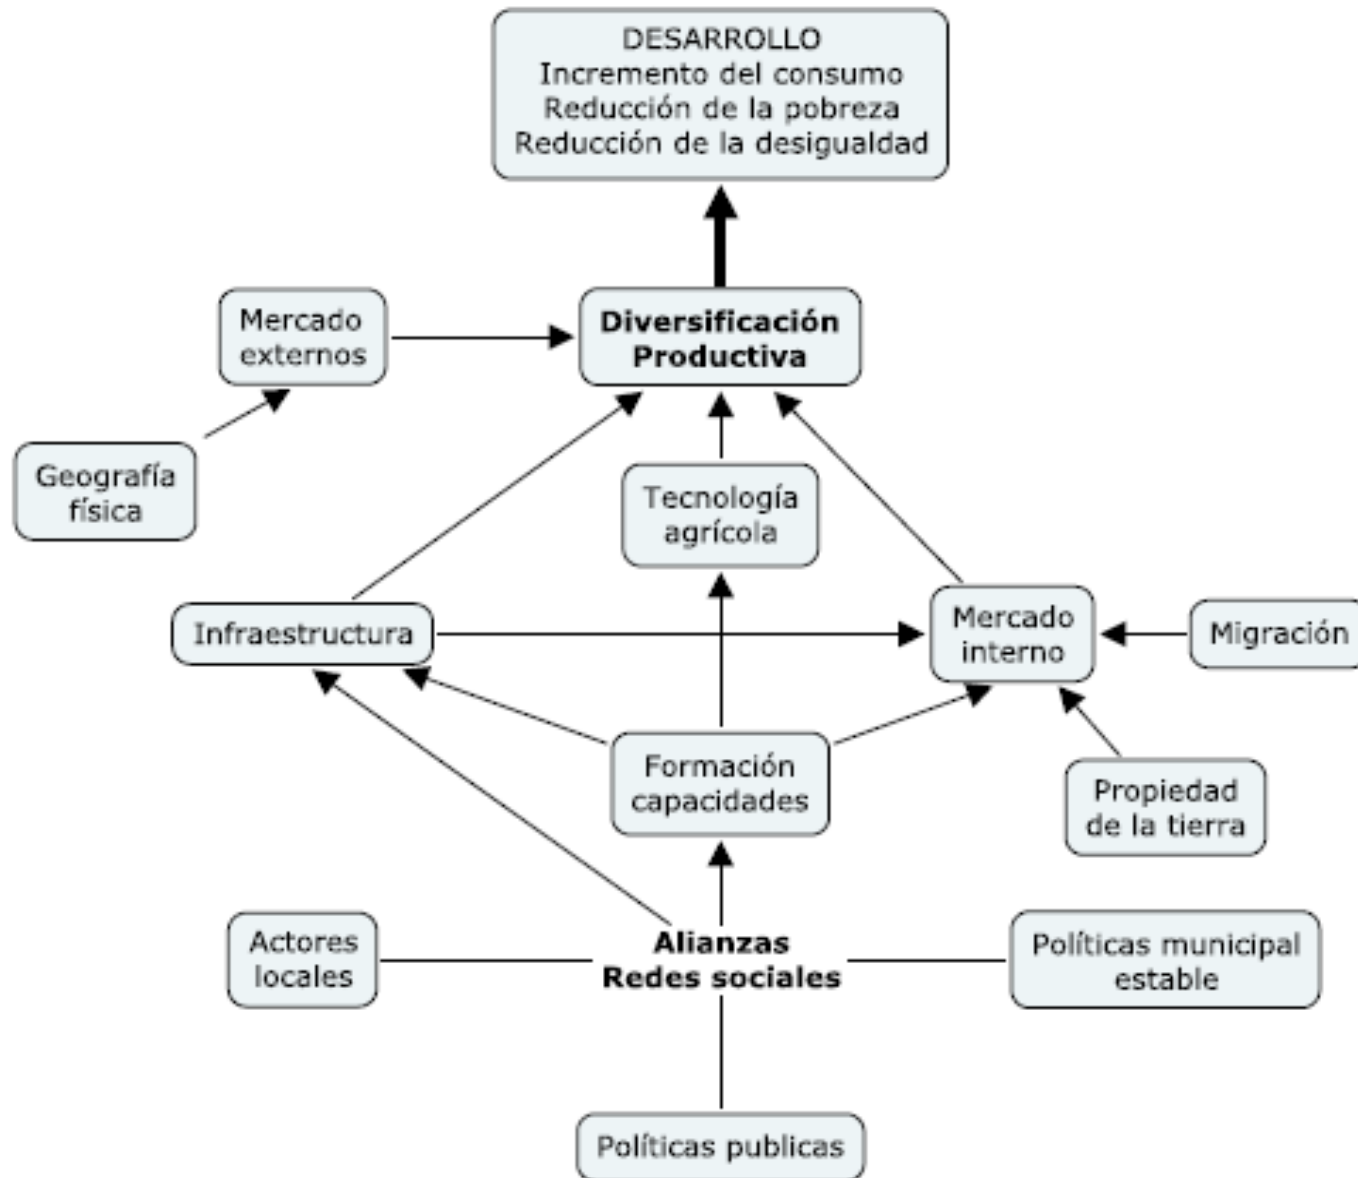 DESARROLLO
Incremento del consumo
Reducción de la pobreza
Reducción de la desigualdad
Mercado
externos
Diversificación
Productiva
Geografía
física
Tecnología
agrícola
Infraestructura
Mercado
interno
Migración
Formación
capacidades
Propiedad
de la tierra
Actores
locales
Alianzas
Redes sociales
Políticas municipal
estable
Políticas publicas